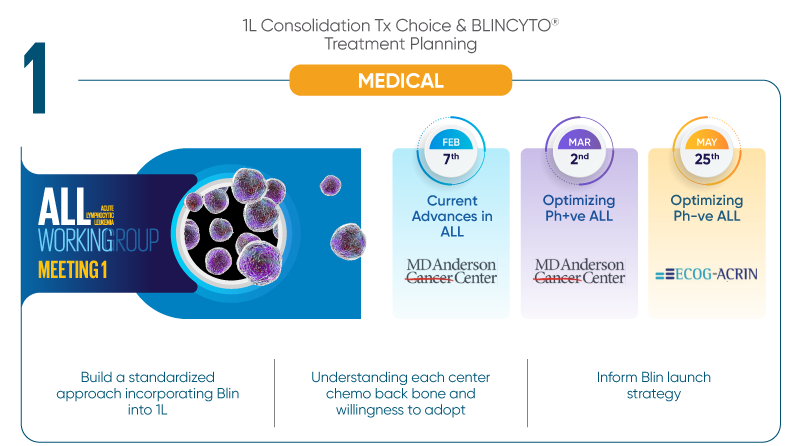 1L Consolidation Tx Choice & BLINCYTO®
Treatment Planning
1
MEDICAL
ALL
ACUTE
LYMPHOCYTIC
LEUKEMIA
WORKINGROUP
MEETING 1
FEB
7th
Current
Advances in
ALL
MD Anderson
Cancer Center
MAR
2nd
Optimizing
Ph+ve ALL
MD Anderson
Cancer Center
MAY
25th
Optimizing
Ph-ve ALL
ECOG-ACRIN
Build a standardized
approach incorporating Blin
into 1L
Understanding each center
chemo back bone and
willingness to adopt
Inform Blin launch
strategy